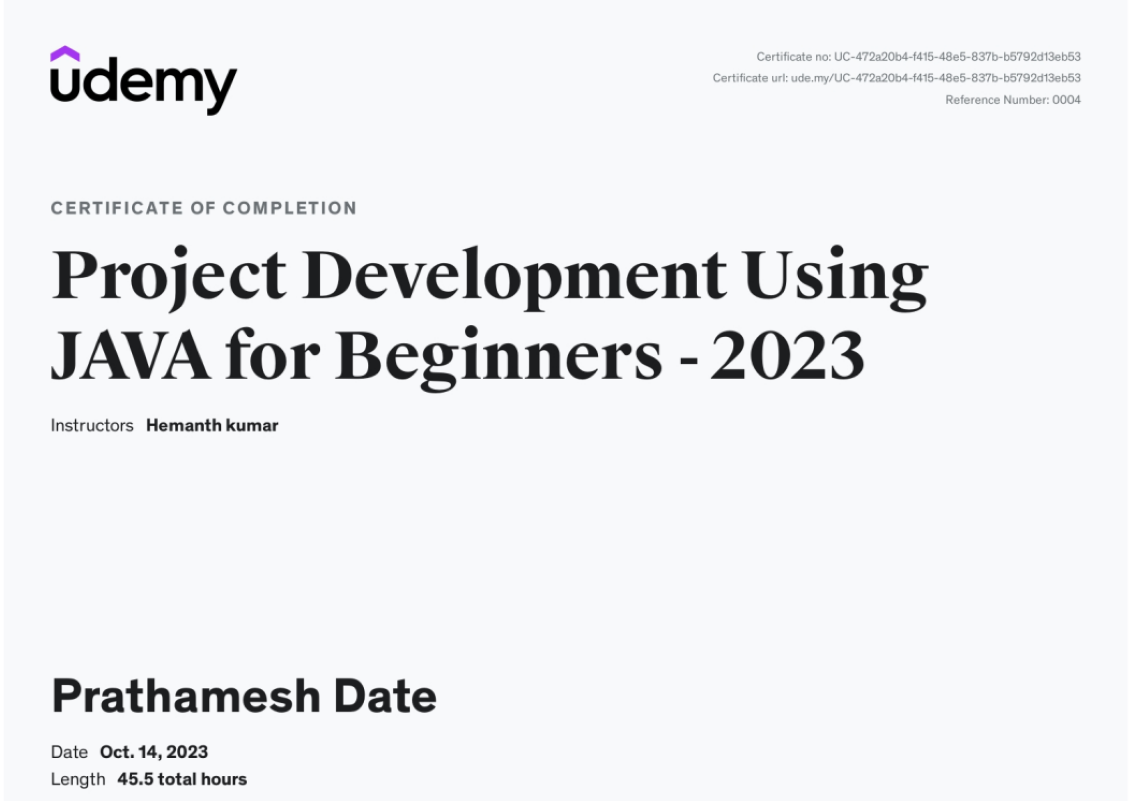 udemy
Certificate no: UC-472a20b4-f415-48e5-837b-b5792d13eb53
Certificate url: ude.my/UC-472a20b4-f415-48e5-837b-b5792d13eb53
Reference Number: 0004
CERTIFICATE OF COMPLETION
Project Development Using
JAVA for Beginners - 2023
Instructors Hemanth kumar
Prathamesh Date
Date Oct. 14, 2023
Length 45.5 total hours